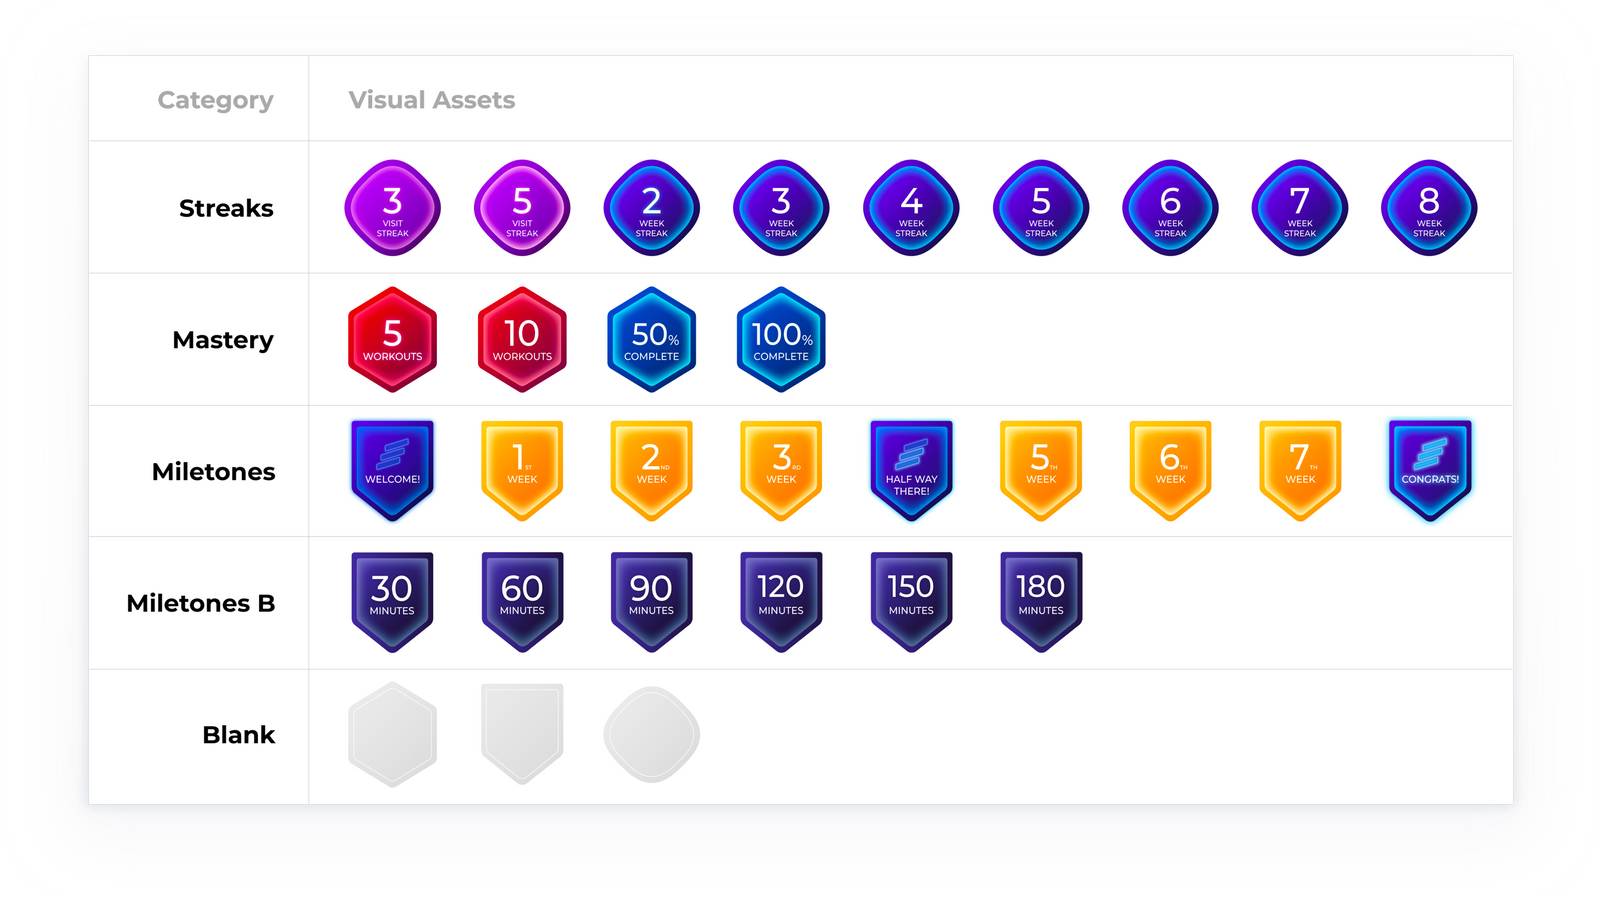 Category
Visual Assets
Streaks
3
VISIT
STREAK
5
VISIT
STREAK
2
WEEK
STREAK
3
WEEK
STREAK
4
WEEK
STREAK
5
WEEK
STREAK
6
WEEK
STREAK
7
WEEK
STREAK
8
WEEK
STREAK
Mastery
5
WORKOUTS
10
WORKOUTS
50%
COMPLETE
100%
COMPLETE
Miletones
WELCOME!
1ST
WEEK
2ND
WEEK
3RD
WEEK
HALF WAY
THERE!
5TH
WEEK
6TH
WEEK
7TH
WEEK
CONGRATS!
Miletones B
30
MINUTES
60
MINUTES
90
MINUTES
120
MINUTES
150
MINUTES
180
MINUTES
Blank